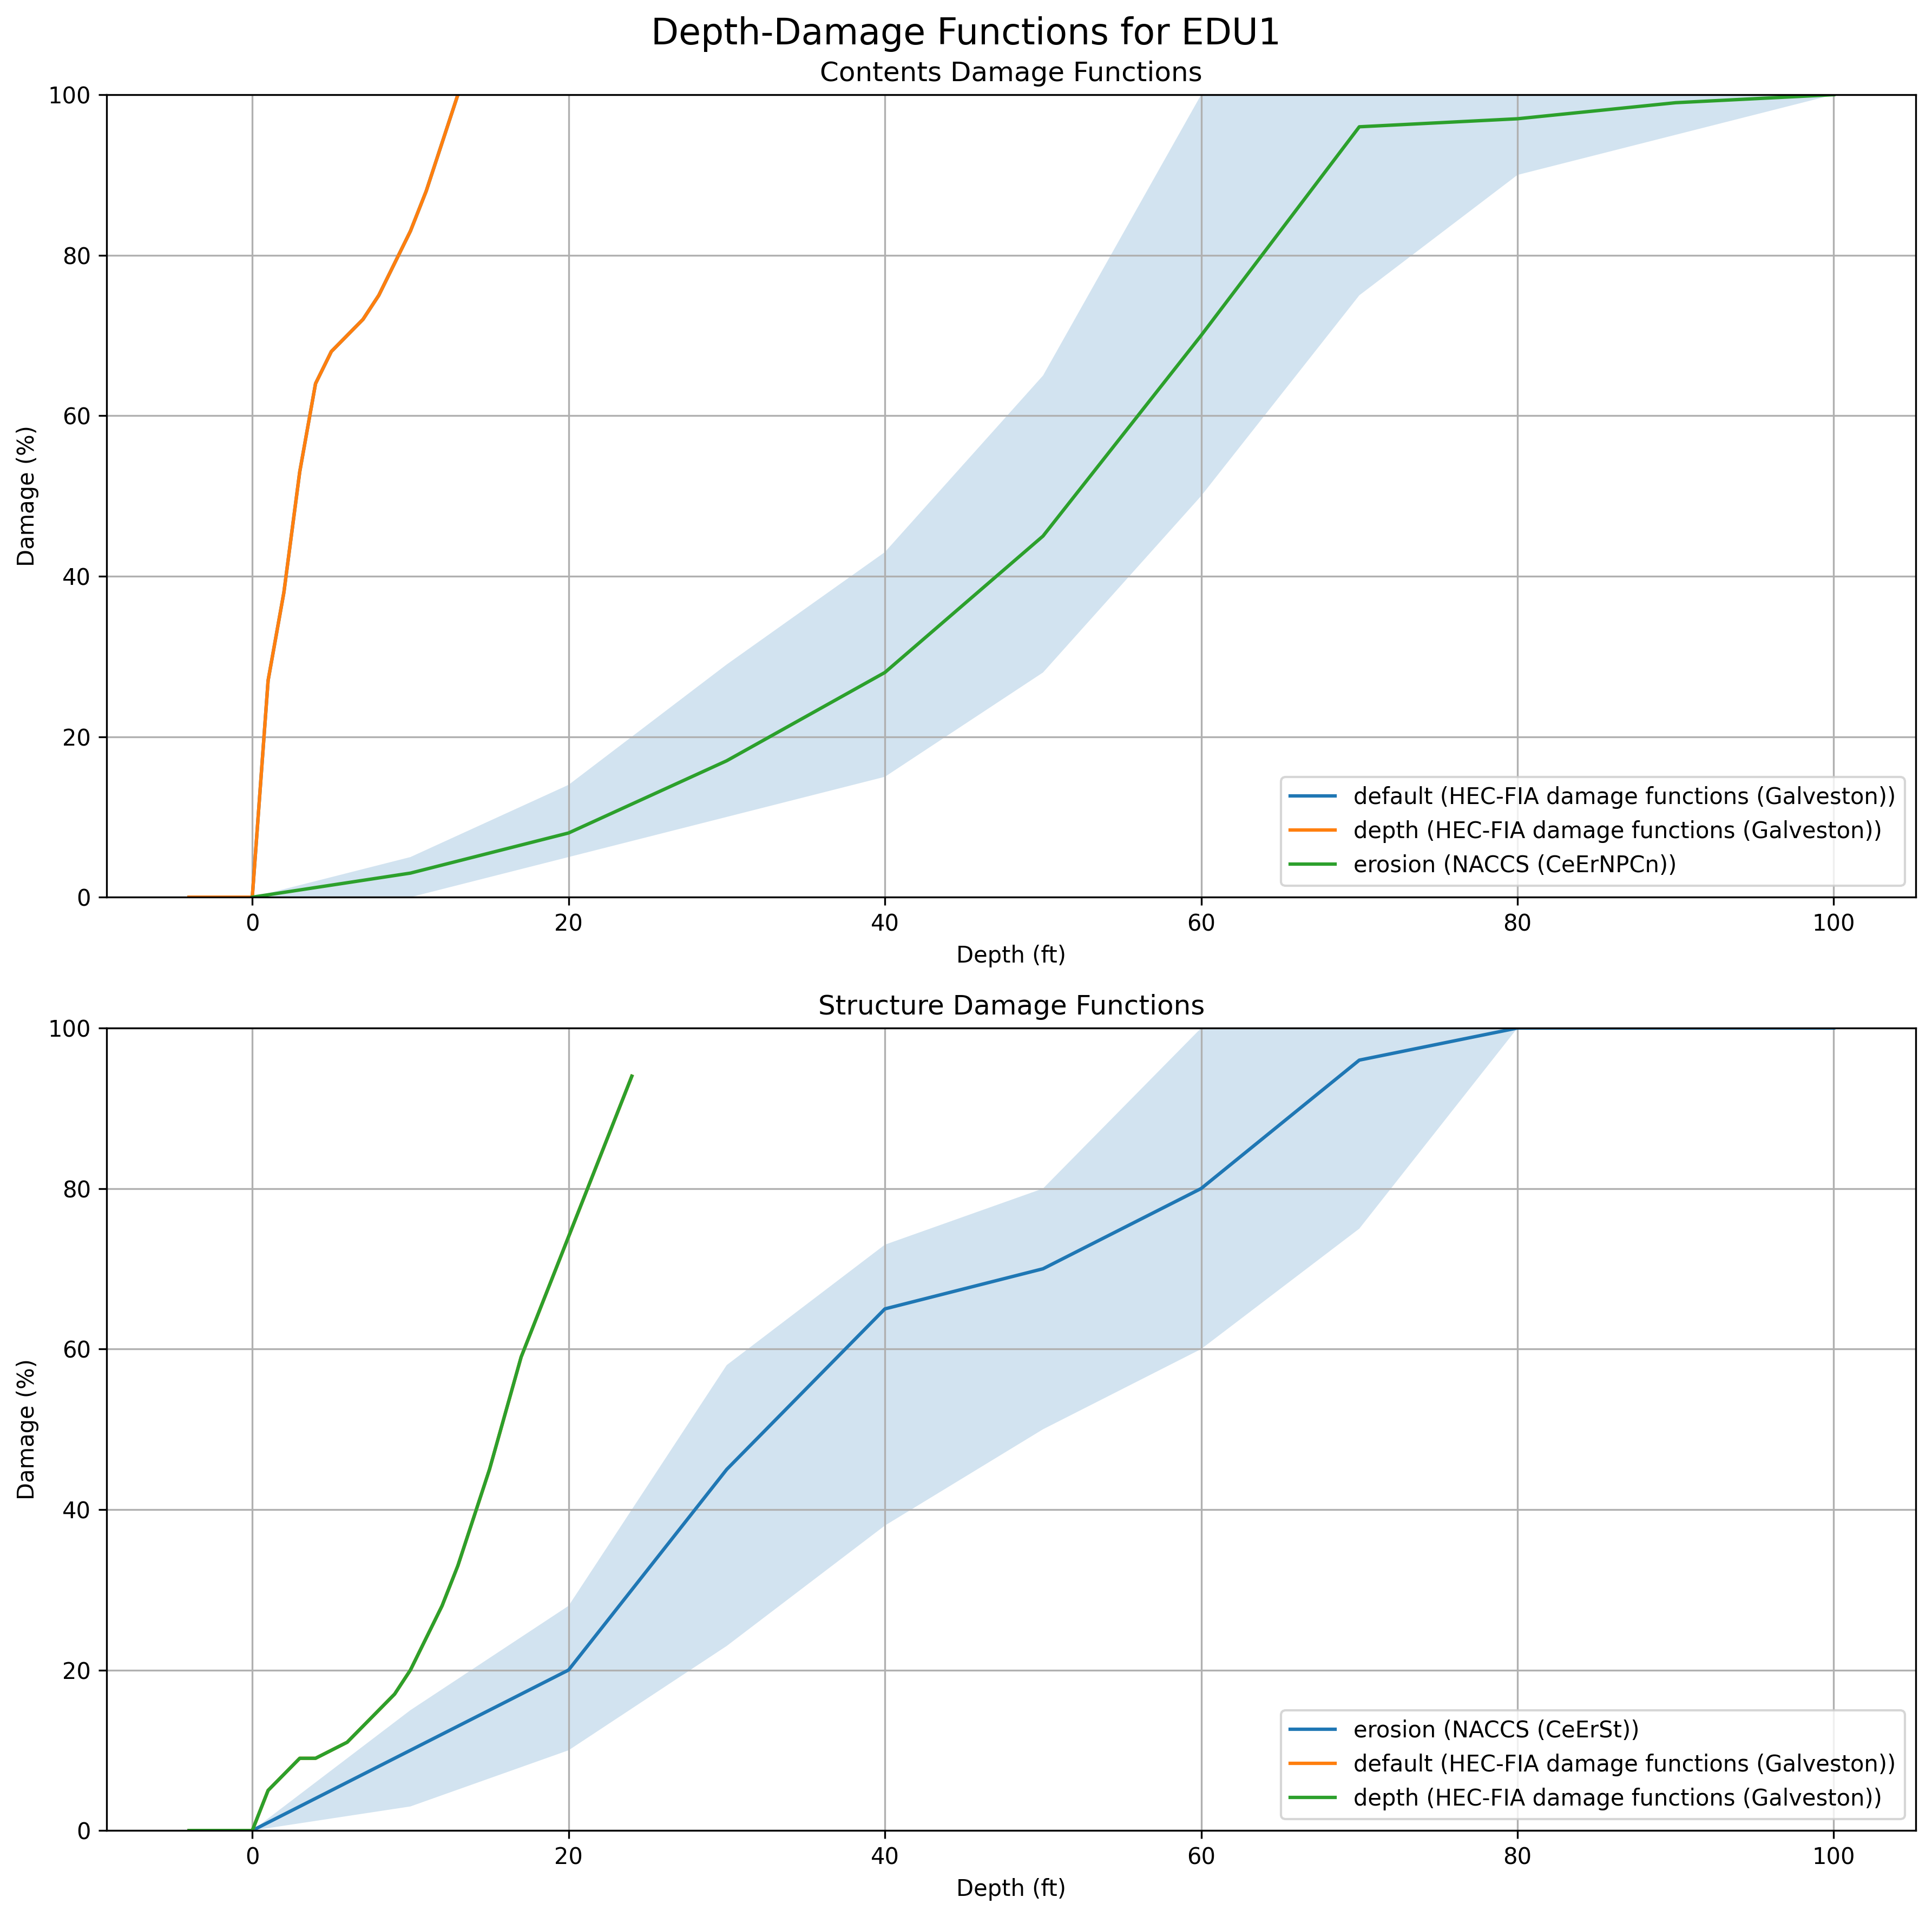 Depth-Damage Functions for EDU1
Contents Damage Functions
100
80
60
40
20
0
Damage (%)
default (HEC-FIA damage functions (Galveston))
depth (HEC-FIA damage functions (Galveston))
erosion (NACCS (CeErNPCn))
0 20 40 60 80 100
Depth (ft)
Structure Damage Functions
100
80
60
40
20
0
Damage (%)
erosion (NACCS (CeErSt))
default (HEC-FIA damage functions (Galveston))
depth (HEC-FIA damage functions (Galveston))
0 20 40 60 80 100
Depth (ft)